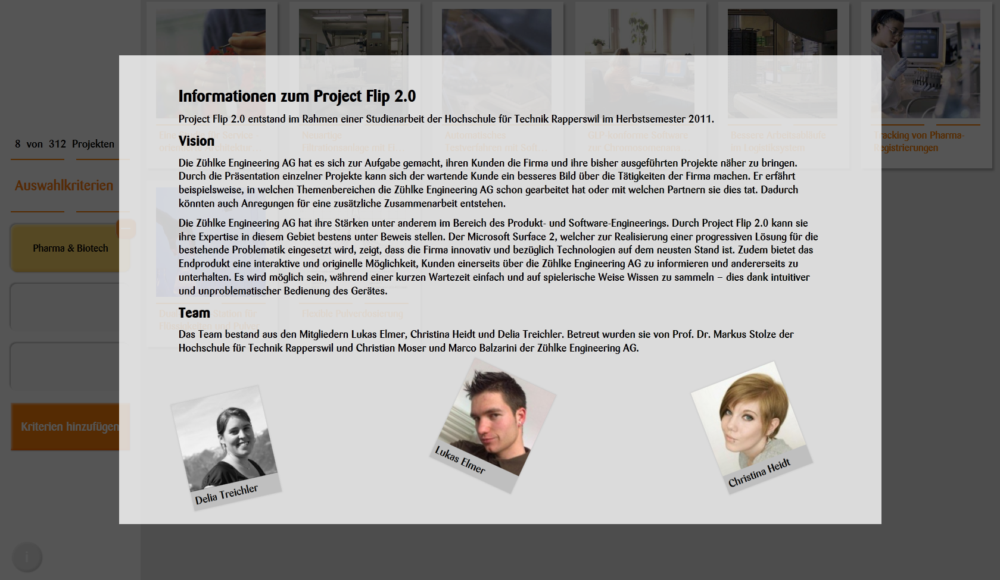 8 von 312 Projekten
Auswahlkriterien
Pharma & Biotech
Kriterien hinzufügen
i
Informationen zum Project Flip 2.0
Project Flip 2.0 entstand im Rahmen einer Studienarbeit der Hochschule für Technik Rapperswil im Herbstsemester 2011.
Vision
Die Zühlke Engineering AG hat es sich zur Aufgabe gemacht, ihren Kunden die Firma und ihre bisher ausgeführten Projekte näher zu bringen.
Durch die Präsentation einzelner Projekte kann sich der wartende Kunde ein besseres Bild über die Tätigkeiten der Firma machen. Er erfährt
beispielsweise, in welchen Themenbereichen die Zühlke Engineering AG schon gearbeitet hat oder mit welchen Partnern sie dies tat. Dadurch
könnten auch Anregungen für eine zusätzliche Zusammenarbeit entstehen.
Die Zühlke Engineering AG hat ihre Stärken unter anderem im Bereich des Produkt- und Software-Engineerings. Durch Project Flip 2.0 kann sie
ihre Expertise in diesem Gebiet bestens unter Beweis stellen. Der Microsoft Surface 2, welcher zur Realisierung einer progressiven Lösung für die
bestehende Problematik eingesetzt wird, zeigt, dass die Firma innovativ und bezüglich Technologien auf dem neusten Stand ist. Zudem bietet das
Endprodukt eine interaktive und originelle Möglichkeit, Kunden einerseits über die Zühlke Engineering AG zu informieren und andererseits zu
unterhalten. Es wird möglich sein, während einer kurzen Wartezeit einfach und auf spielerische Weise Wissen zu sammeln – dies dank intuitiver
und unproblematischer Bedienung des Gerätes.
Team
Das Team bestand aus den Mitgliedern Lukas Elmer, Christina Heidt und Delia Treichler. Betreut wurden sie von Prof. Dr. Markus Stolze der
Hochschule für Technik Rapperswil und Christian Moser und Marco Balzarini der Zühlke Engineering AG.
Delia Treichler
Lukas Elmer
Christina Heidt
Neuartige
Filtrationsanlage mit Ei...
Automatisches
Testverfahren mit Soft...
GLP-konforme Software
zur Chromosomenana...
Bessere Arbeitsabläufe
im Logistiksystem
Tracking von Pharma-
Registrierungen
Station für
Flüssigkeiten und Pulver
Flexible Pulverdosierung